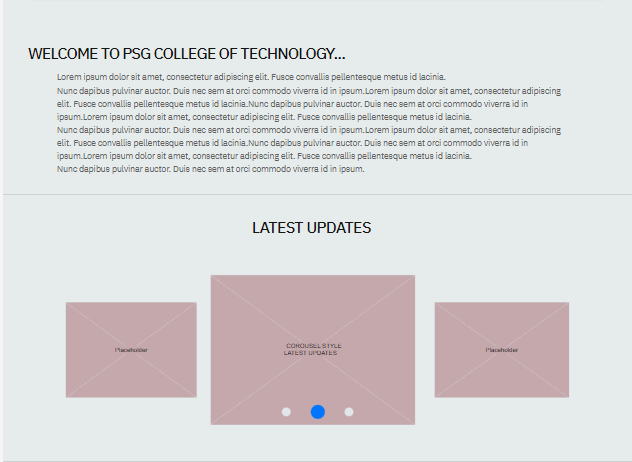 WELCOME TO PSG COLLEGE OF TECHNOLOGY...
Lorem ipsum dolor sit amet, consectetur adipiscing elit. Fusce convallis pellentesque metus id lacinia.
Nunc dapibus pulvinar auctor. Duis nec sem at orci commodo viverra id in ipsum.Lorem ipsum dolor sit amet, consectetur adipiscing
elit. Fusce convallis pellentesque metus id lacinia.Nunc dapibus pulvinar auctor. Duis nec sem at orci commodo viverra id in
ipsum.Lorem ipsum dolor sit amet, consectetur adipiscing elit. Fusce convallis pellentesque metus id lacinia.
Nunc dapibus pulvinar auctor. Duis nec sem at orci commodo viverra id in ipsum.Lorem ipsum dolor sit amet, consectetur adipiscing
elit. Fusce convallis pellentesque metus id lacinia.Nunc dapibus pulvinar auctor. Duis nec sem at orci commodo viverra id in
ipsum.Lorem ipsum dolor sit amet, consectetur adipiscing elit. Fusce convallis pellentesque metus id lacinia.
Nunc dapibus pulvinar auctor. Duis nec sem at orci commodo viverra id in ipsum.
LATEST UPDATES
Placeholder
COROUSEL STYLE
LATEST UPDATES
Placeholder